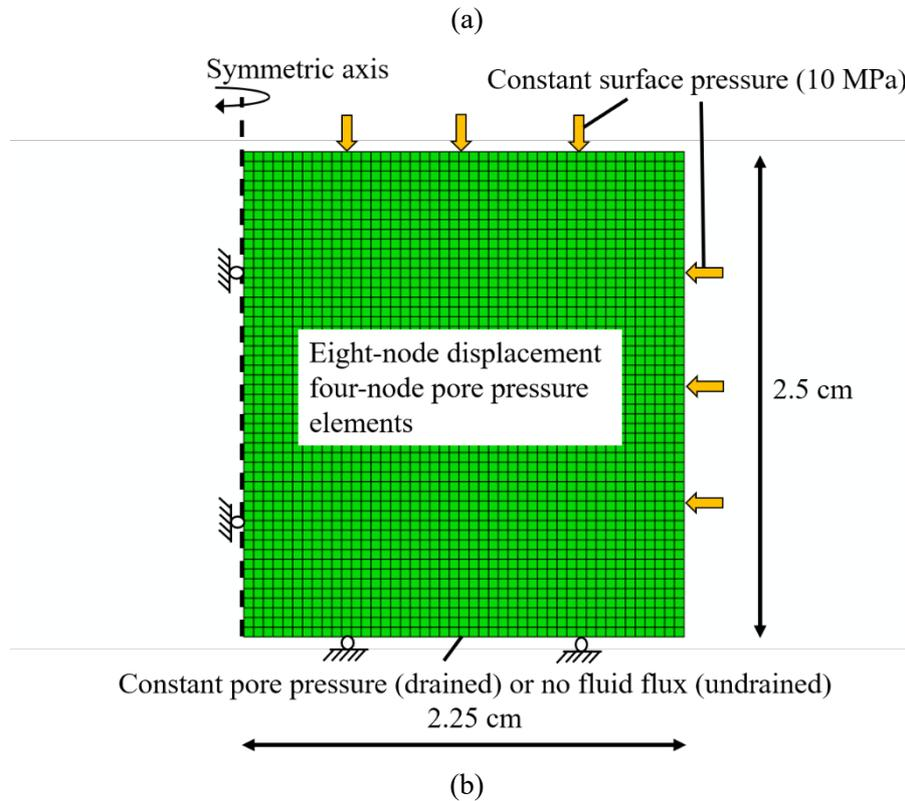 (a)
Symmetric axis
Constant surface pressure (10 MPa)
Eight-node displacement
four-node pore pressure
elements
2.5 cm
Constant pore pressure (drained) or no fluid flux (undrained)
2.25 cm
(b)